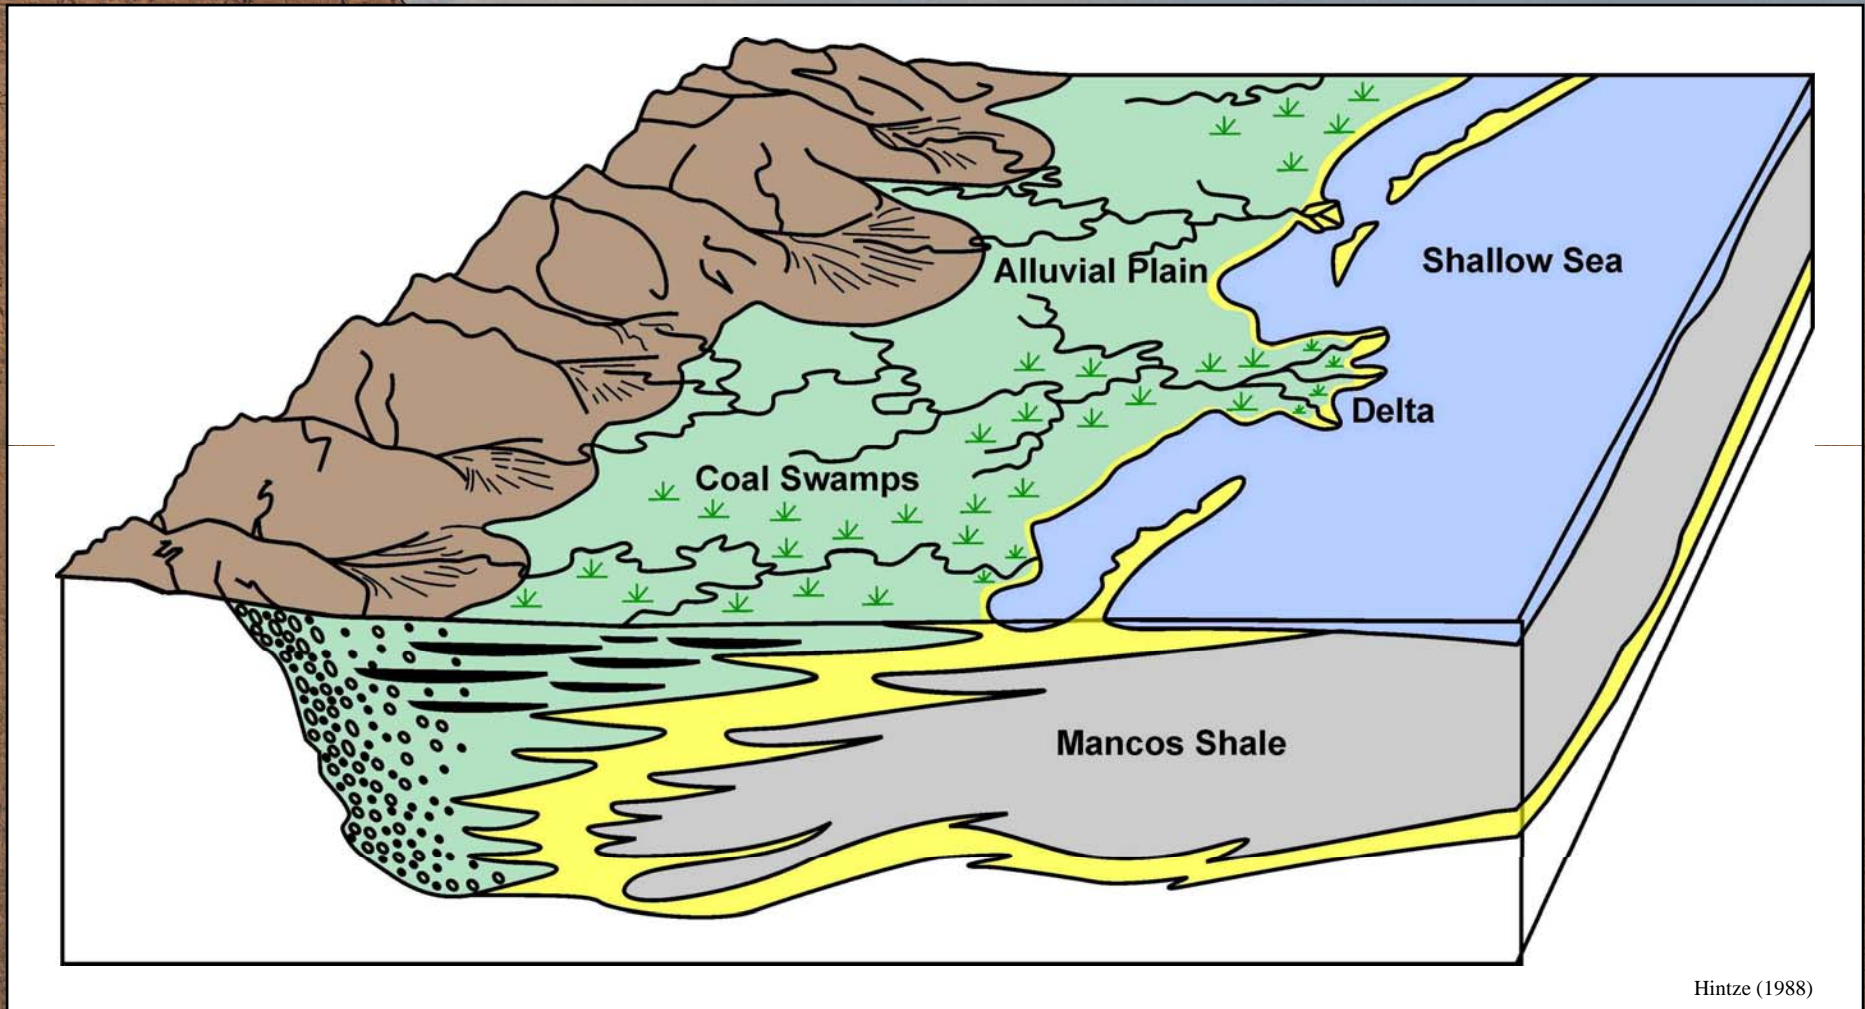 Shallow Sea
Alluvial Plain
Delta
Coal Swamps
Mancos Shale
Hintze (1988)